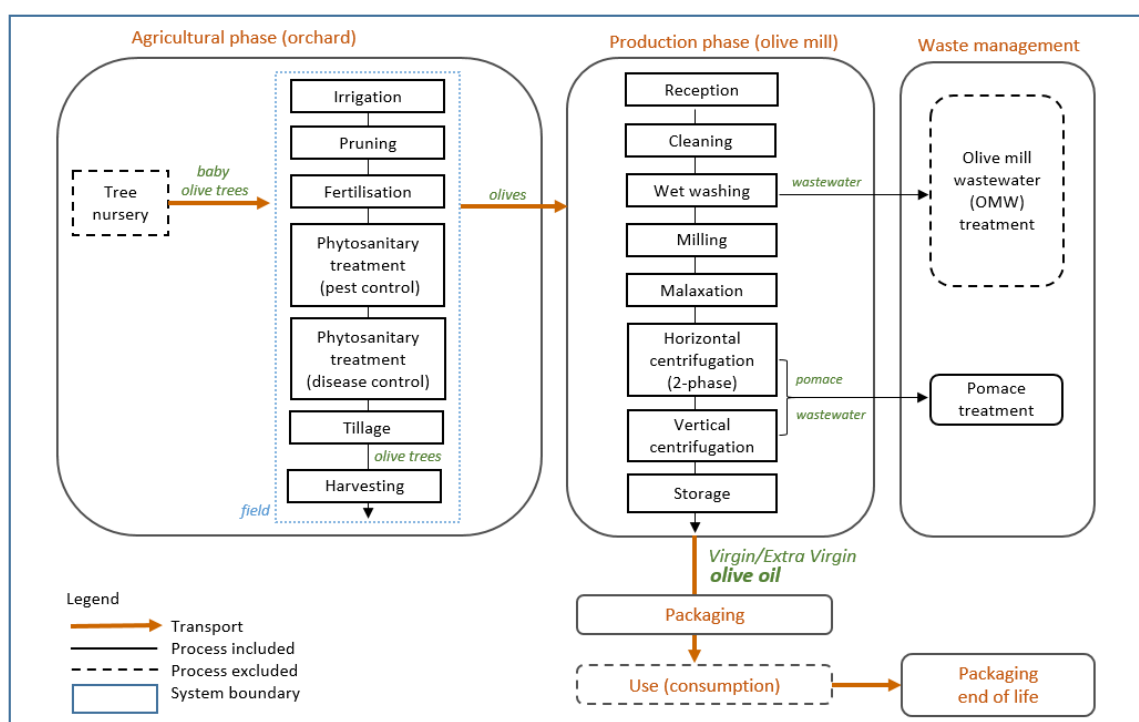 Agricultural phase (orchard)
Tree
nursery
baby
olive trees
Irrigation
Pruning
Fertilisation
Phytosanitary
treatment
(pest control)
Phytosanitary
treatment
(disease control)
Tillage
olive trees
Harvesting
field
olives
Production phase (olive mill)
Reception
Cleaning
Wet washing
Milling
Malaxation
Horizontal
centrifugation
(2-phase)
Vertical
centrifugation
Storage
wastewater
pomace
wastewater
Waste management
Olive mill
wastewater
(OMW)
treatment
Pomace
treatment
Virgin/Extra Virgin
olive oil
Packaging
Use (consumption)
Packaging
end of life
Legend
Transport
Process included
Process excluded
System boundary